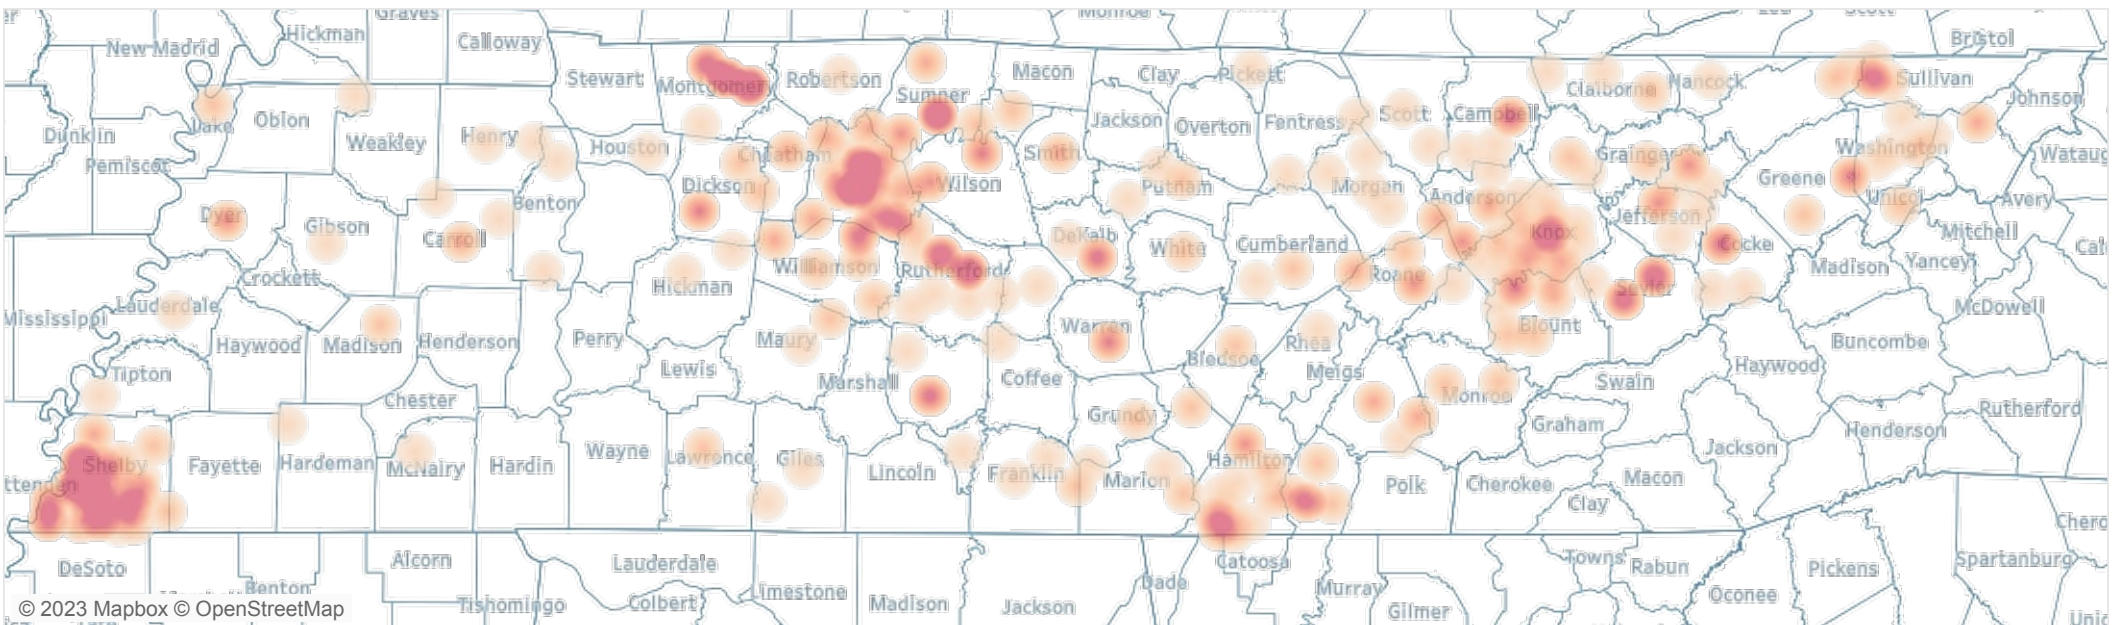 Graves
Monroe
Scott
Hickman
New Madrid
Calloway
Bristol
Stewart
Montgomery
Robertson
Macon
Clay
Pickett
Claiborne
Hancock
Sullivan
Sumner
Johnson
Lake
Obion
Dunklin
Weakley
Henry
Houston
Jackson
Overton
Fentress
Scott
Campbell
Cheatham
Smith
Grainger
Washington
Pemiscot
Dickson
Wilson
Putnam
Morgan
Anderson
Greene
Unicoi
Avery
Dyer
Gibson
Carroll
Benton
DeKalb
White
Cumberland
Knox
Jefferson
Cocke
Mitchell
Crockett
Hickman
Williamson
Rutherford
Roane
Sevier
Madison
Yancey
Mississippi
Lauderdale
McDowell
Haywood
Madison
Henderson
Perry
Maury
Warren
Rhea
Blount
Buncombe
Tipton
Lewis
Marshall
Coffee
Bledsoe
Meigs
Swain
Haywood
Chester
Grundy
Monroe
Graham
Henderson
Rutherford
Shelby
Fayette
Hardeman
McNairy
Hardin
Wayne
Lawrence
Giles
Lincoln
Franklin
Marion
Hamilton
Polk
Cherokee
Macon
Jackson
Clay
DeSoto
Alcorn
Lauderdale
Catoosa
Towns
Rabun
Pickens
Spartanburg
Benton
Tishomingo
Colbert
Madison
Jackson
Dade
Murray
Gilmer
Oconee
© 2023 Mapbox © OpenStreetMap